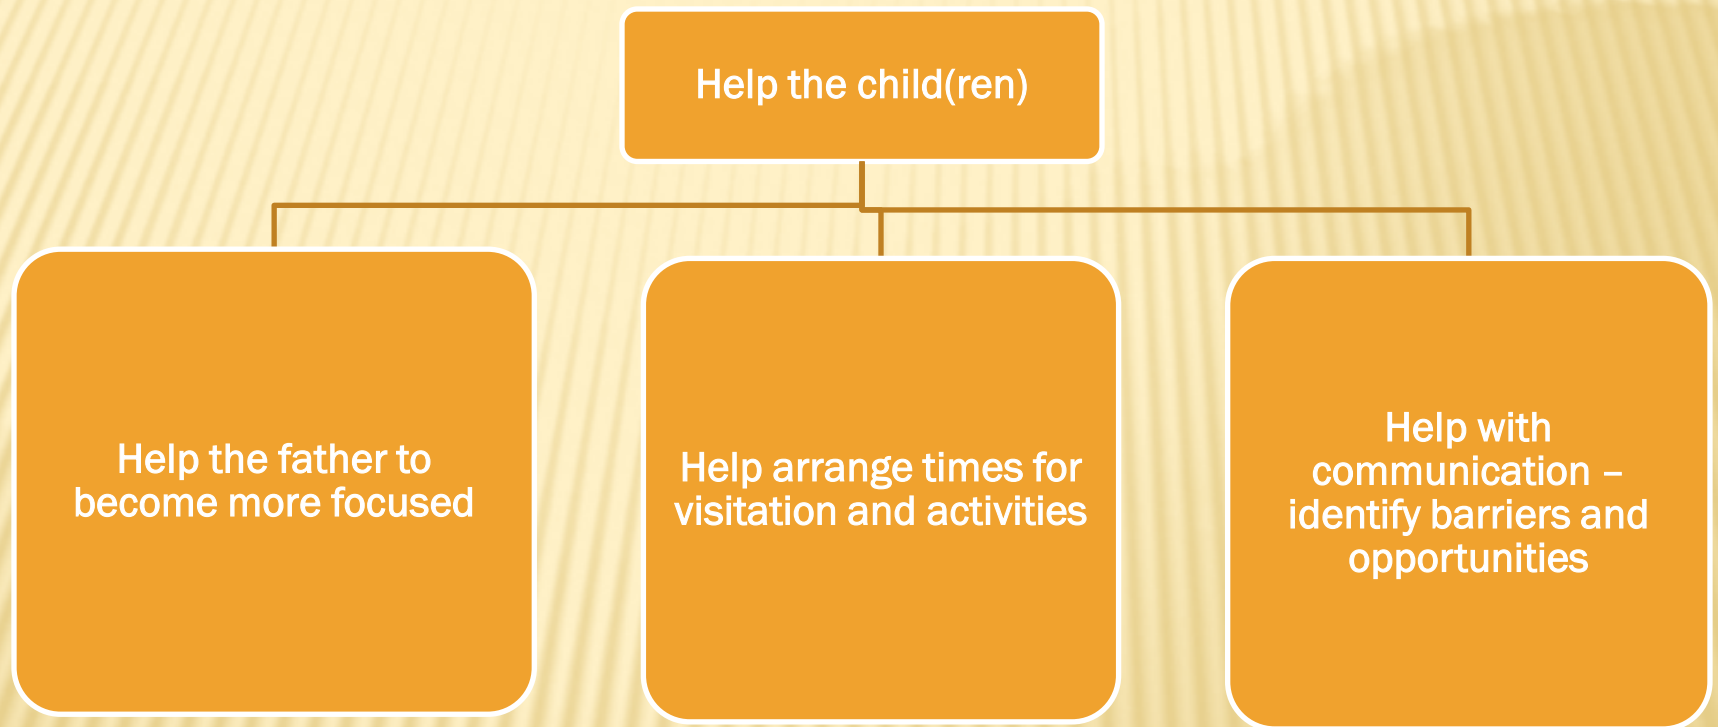 Help the child(ren)
Help the father to
become more focused
Help arrange times for
visitation and activities
Help with
communication –
identify barriers and
opportunities